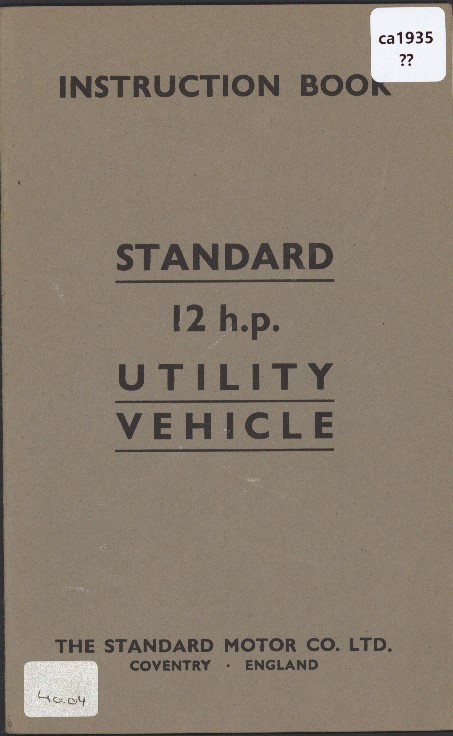 ca1935
??
INSTRUCTION BOOK
STANDARD
12 h.p.
UTILITY
VEHICLE
THE STANDARD MOTOR CO. LTD.
COVENTRY · ENGLAND
40.04